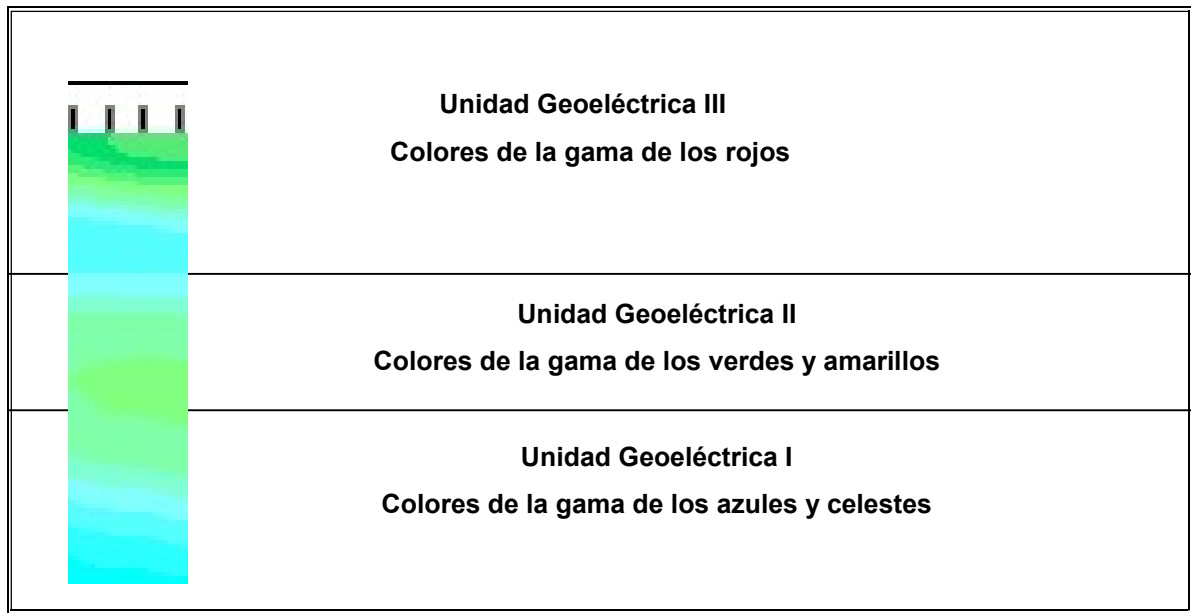 Unidad Geoeléctrica III
Colores de la gama de los rojos
Unidad Geoeléctrica II
Colores de la gama de los verdes y amarillos
Unidad Geoeléctrica I
Colores de la gama de los azules y celestes